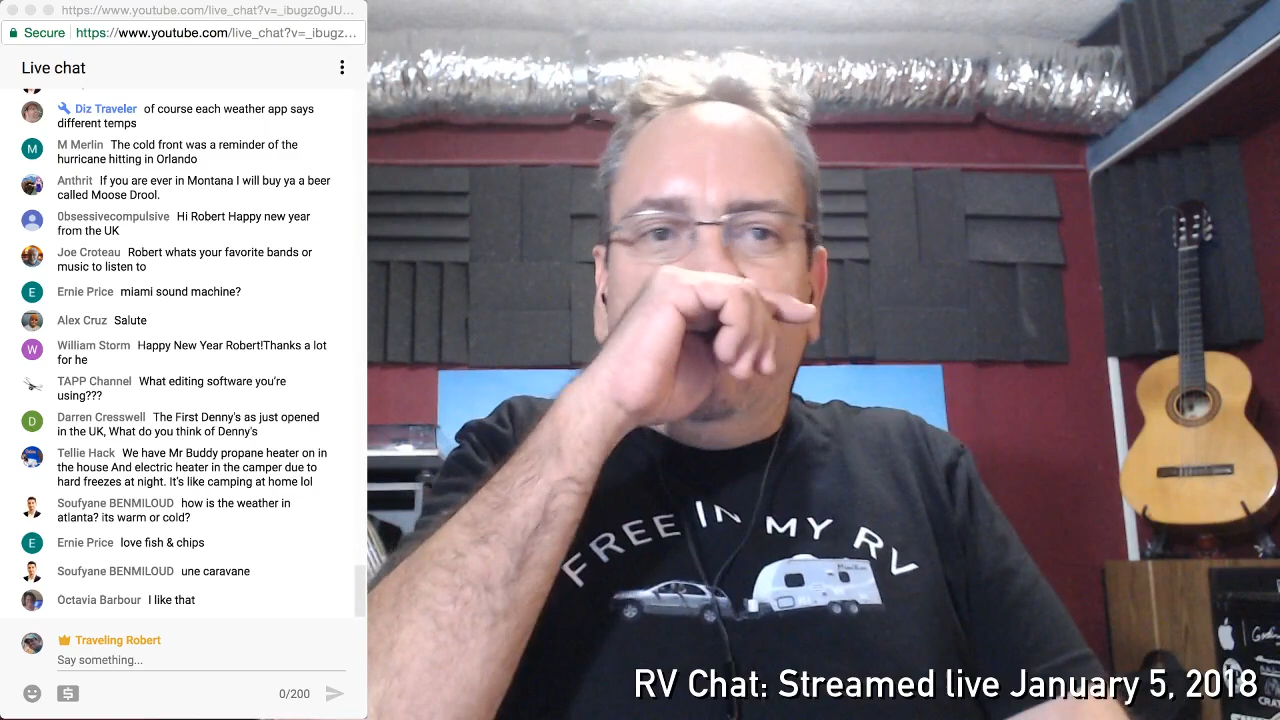 https://www.youtube.com/live_chat?v=_ibugz0gJU...
Secure https://www.youtube.com/live_chat?v=_ibugz...
Live chat
Diz Traveler of course each weather app says
different temps
M M Merlin The cold front was a reminder of the
hurricane hitting in Orlando
Anthrit If you are ever in Montana I will buy ya a beer
called Moose Drool.
0bsessivecompulsive Hi Robert Happy new year
from the UK
Joe Croteau Robert whats your favorite bands or
music to listen to
E Ernie Price miami sound machine?
Alex Cruz Salute
W William Storm Happy New Year Robert!Thanks a lot
for he
TAPP Channel What editing software you're
using???
D Darren Cresswell The First Denny's as just opened
in the UK, What do you think of Denny's
Tellie Hack We have Mr Buddy propane heater on in
the house And electric heater in the camper due to
hard freezes at night. It's like camping at home lol
Soufyane BENMILOUD how is the weather in
atlanta? its warm or cold?
E Ernie Price love fish & chips
Soufyane BENMILOUD une caravane
Octavia Barbour I like that
Traveling Robert
Say something...
0/200
FREE IN MY RV
RV Chat: Streamed live January 5, 2018